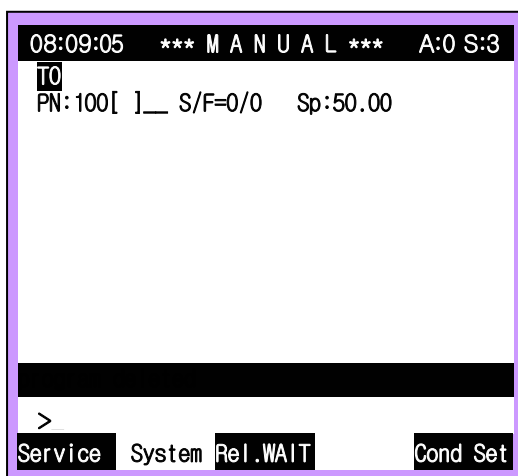 08:09:05 *** M A N U A L *** A:0 S:3
T0
PN:100[ ]__ S/F=0/0 Sp:50.00
>_
Service System Rel.WAIT Cond Set